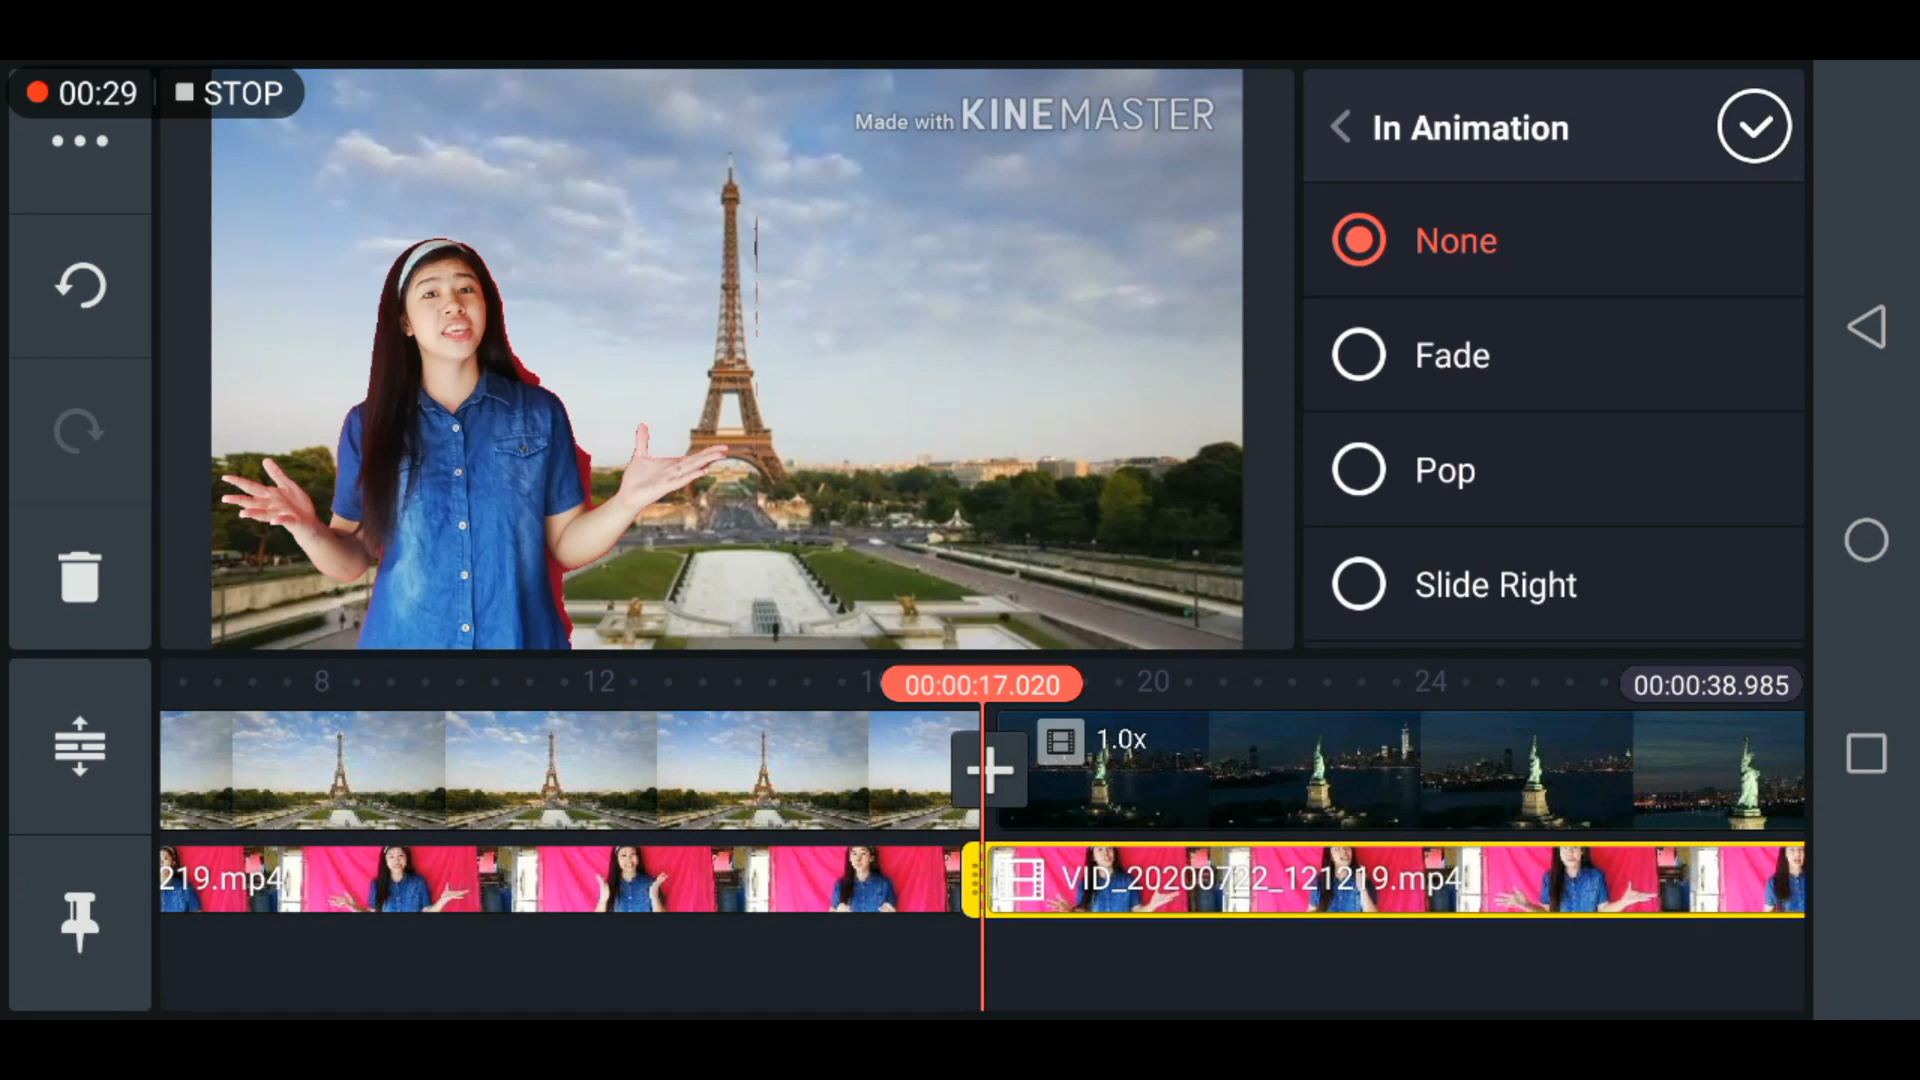 00:29 STOP
Made with KINEMASTER
In Animation
None
Fade
Pop
Slide Right
8 12 1 00:00:17.020 20 24 00:00:38.985
1.0x
219.mp4 VID_20200722_121219.mp4